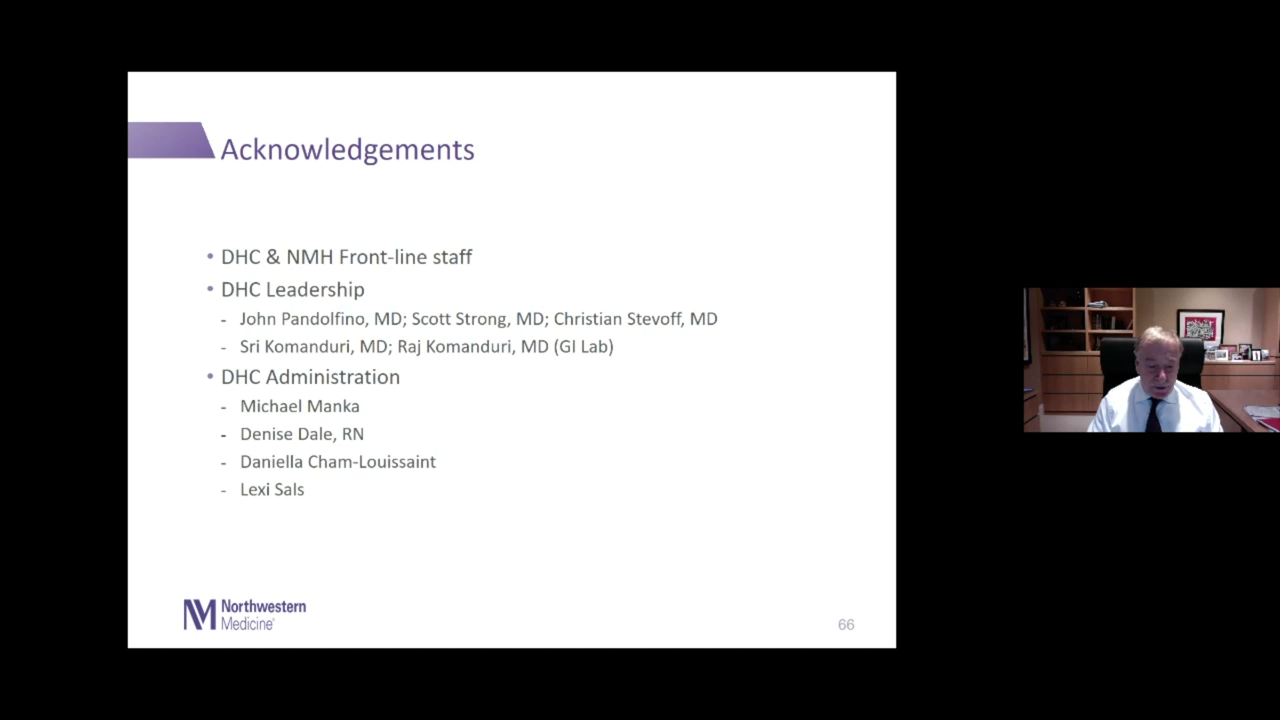 Acknowledgements
• DHC & NMH Front-line staff
• DHC Leadership
- John Pandolfino, MD; Scott Strong, MD; Christian Stevoff, MD
- Sri Komanduri, MD; Raj Komanduri, MD (GI Lab)
• DHC Administration
- Michael Manka
- Denise Dale, RN
- Daniella Cham-Louissaint
- Lexi Sals
NM Northwestern
Medicine®
66